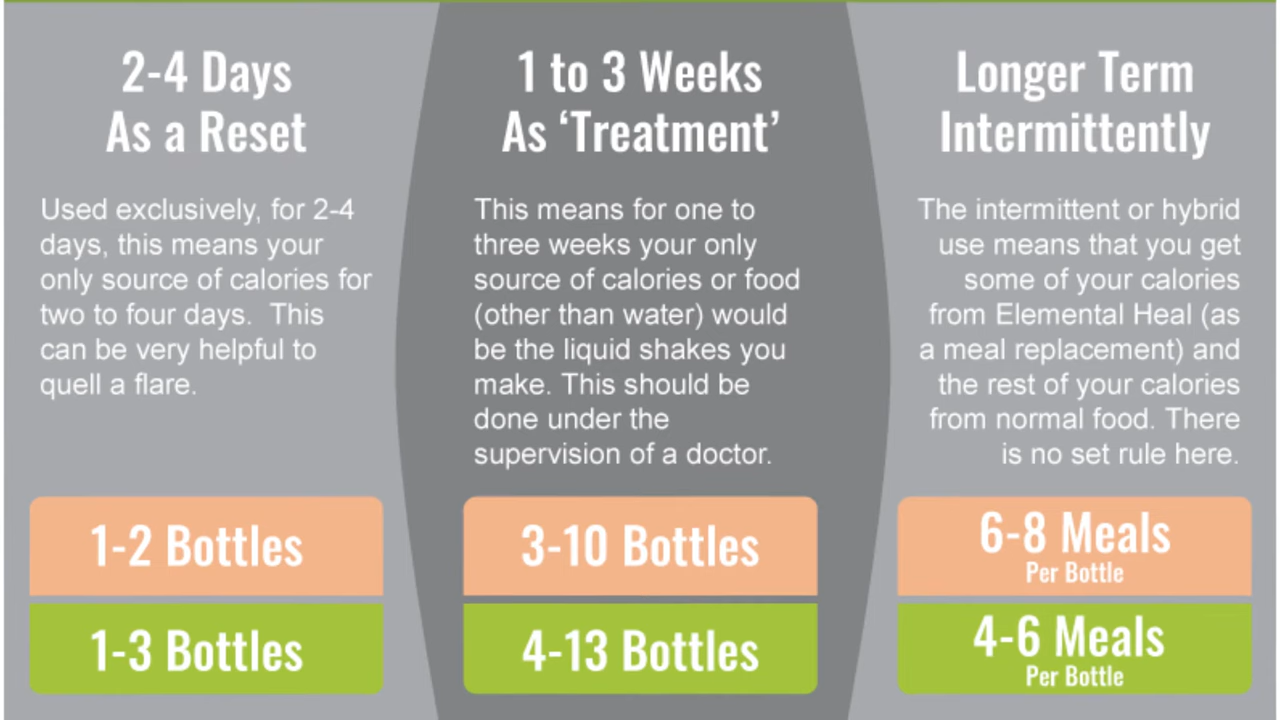 2-4 Days
As a Reset
Used exclusively, for 2-4
days, this means your
only source of calories for
two to four days.  This
can be very helpful to
quell a flare.
1-2 Bottles
1-3 Bottles
1 to 3 Weeks
As ‘Treatment’
This means for one to
three weeks your only
source of calories or food
(other than water) would
be the liquid shakes you
make. This should be
done under the
supervision of a doctor.
3-10 Bottles
4-13 Bottles
Longer Term
Intermittently
The intermittent or hybrid
use means that you get
some of your calories
from Elemental Heal (as
a meal replacement) and
the rest of your calories
from normal food. There
is no set rule here.
6-8 Meals
Per Bottle
4-6 Meals
Per Bottle